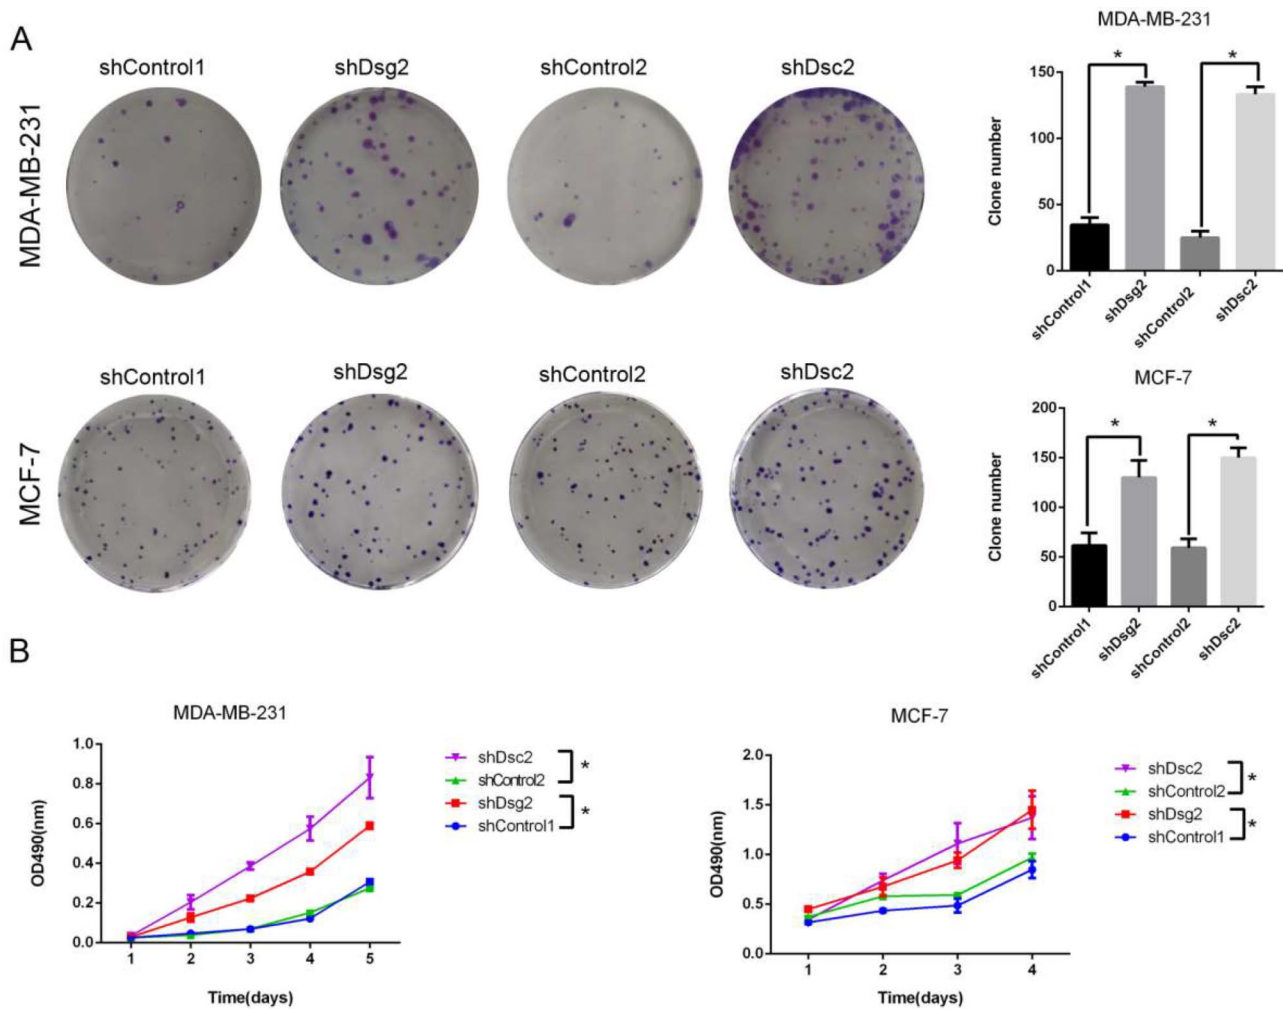 A
shControl1 shDsg2 shControl2 shDsc2
MDA-MB-231
MDA-MB-231
*
*
150
100
50
0
Clone number
shControl1
shDsg2
shControl2
shDsc2
shControl1 shDsg2 shControl2 shDsc2
MCF-7
MCF-7
*
*
200
150
100
50
0
Clone number
shControl1
shDsg2
shControl2
shDsc2
B
MDA-MB-231
1.0
0.8
0.6
0.4
0.2
0.0
OD490(nm)
1 2 3 4 5
Time(days)
shDsc2
shControl2
*
shDsg2
shControl1
*
MCF-7
2.0
1.5
1.0
0.5
0.0
OD490(nm)
1 2 3 4
Time(days)
shDsc2
shControl2
*
shDsg2
shControl1
*